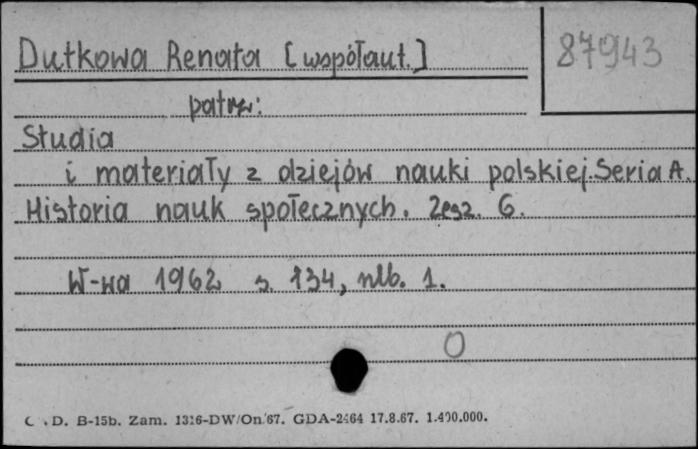 Dutkowa Renata [współaut.]
87943
patrz:
Studia
i materiały z dziejów nauki polskiej. Seria A.
Historia nauk społecznych. Zesz. 6.
W-wa 1962 s. 134, nlb. 1.
O
D. B-15b. Zam. 1316-DW/On/67. GDA-2464 17.8.67. 1.400.000.